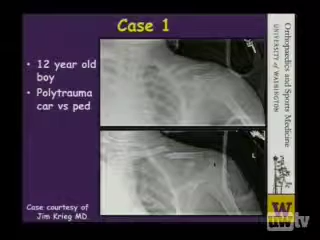 Case 1
• 12 year old
boy
• Polytrauma
car vs ped
Case courtesy of
Jim Krieg MD
Orthopaedics and Sports Medicine
UNIVERSITY of WASHINGTON
W
uwtv